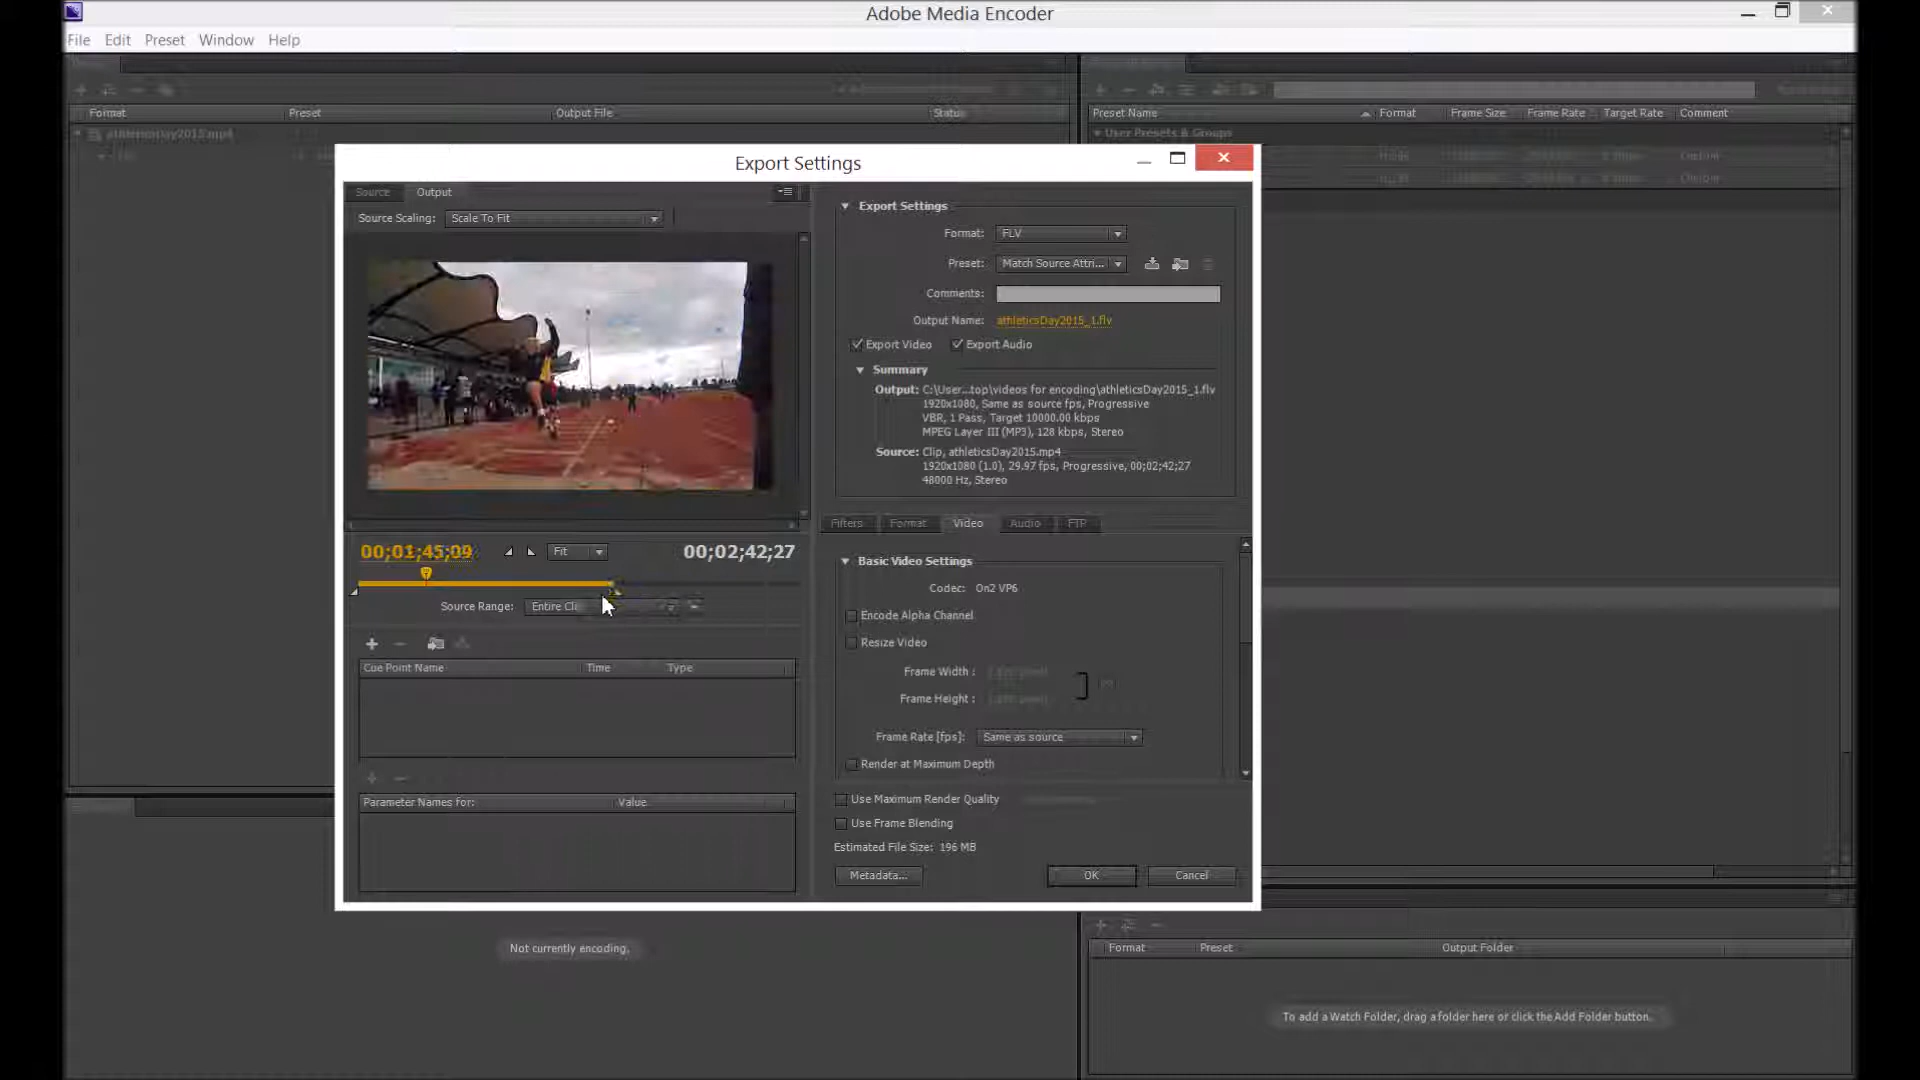 Adobe Media Encoder
File Edit Preset Window Help
Format Preset Output File Status
athleticsDay2015.mp4
Preset Name Format Frame Size Frame Rate Target Rate Comment
User Presets & Groups
Export Settings
Source Output
Source Scaling: Scale To Fit
00;01;45;09 Fit 00;02;42;27
Source Range: Entire Cli
Cue Point Name Time Type
Parameter Names for: Value
Export Settings
Format: FLV
Preset: Match Source Attri...
Comments:
Output Name: athleticsDay2015_1.flv
Export Video Export Audio
Summary
Output: C:\User...top\videos for encoding\athleticsDay2015_1.flv
1920x1080, Same as source fps, Progressive
VBR, 1 Pass, Target 10000.00 kbps
MPEG Layer III (MP3), 128 kbps, Stereo
Source: Clip, athleticsDay2015.mp4
1920x1080 (1.0), 29.97 fps, Progressive, 00;02;42;27
48000 Hz, Stereo
Filters Format Video Audio FTP
Basic Video Settings
Codec: On2 VP6
Encode Alpha Channel
Resize Video
Frame Width :
Frame Height :
Frame Rate [fps]: Same as source
Render at Maximum Depth
Use Maximum Render Quality
Use Frame Blending
Estimated File Size: 196 MB
Metadata... OK Cancel
Not currently encoding.
Format Preset Output Folder
To add a Watch Folder, drag a folder here or click the Add Folder button.